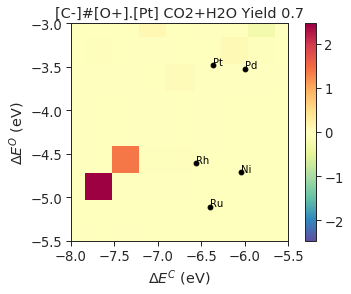 [C-]#[O+].[Pt] CO2+H2O Yield 0.7
−3.0
−3.5
−4.0
−4.5
−5.0
−5.5
ΔE^O (eV)
Pt
Pd
Rh
Ni
Ru
−8.0 −7.5 −7.0 −6.5 −6.0 −5.5
ΔE^C (eV)
2
1
0
−1
−2